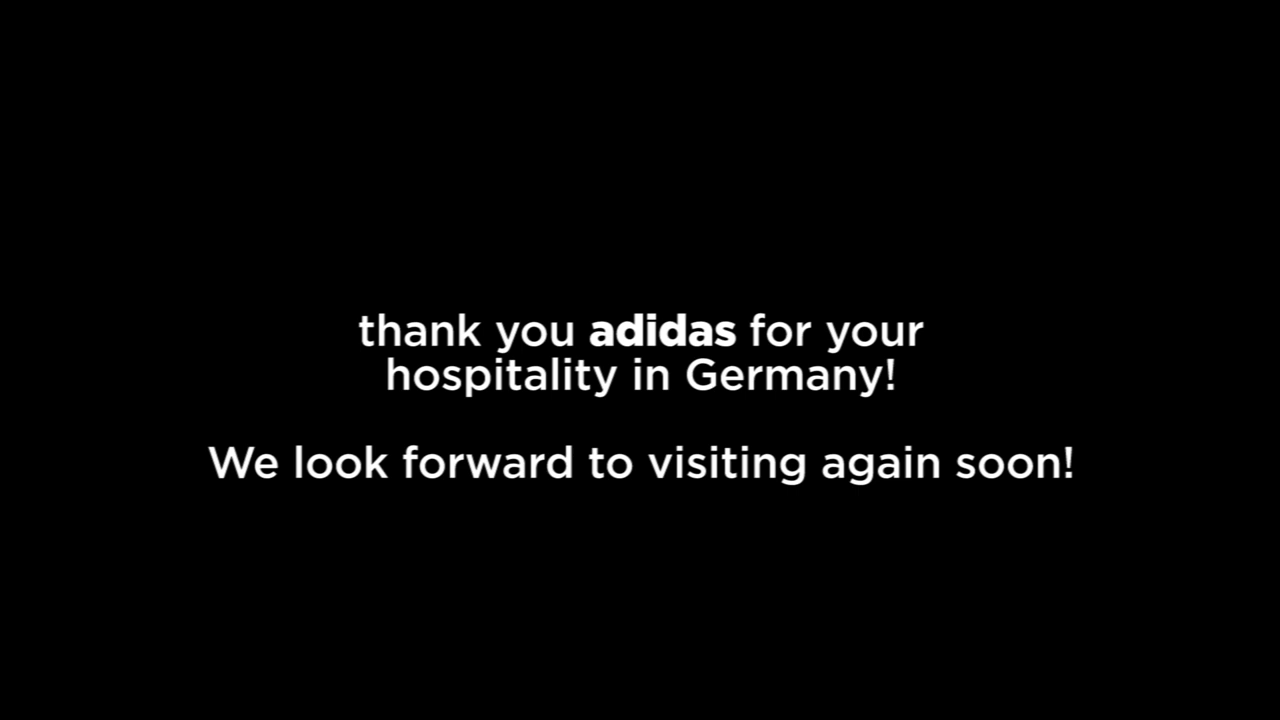 thank you adidas for your
hospitality in Germany!
We look forward to visiting again soon!